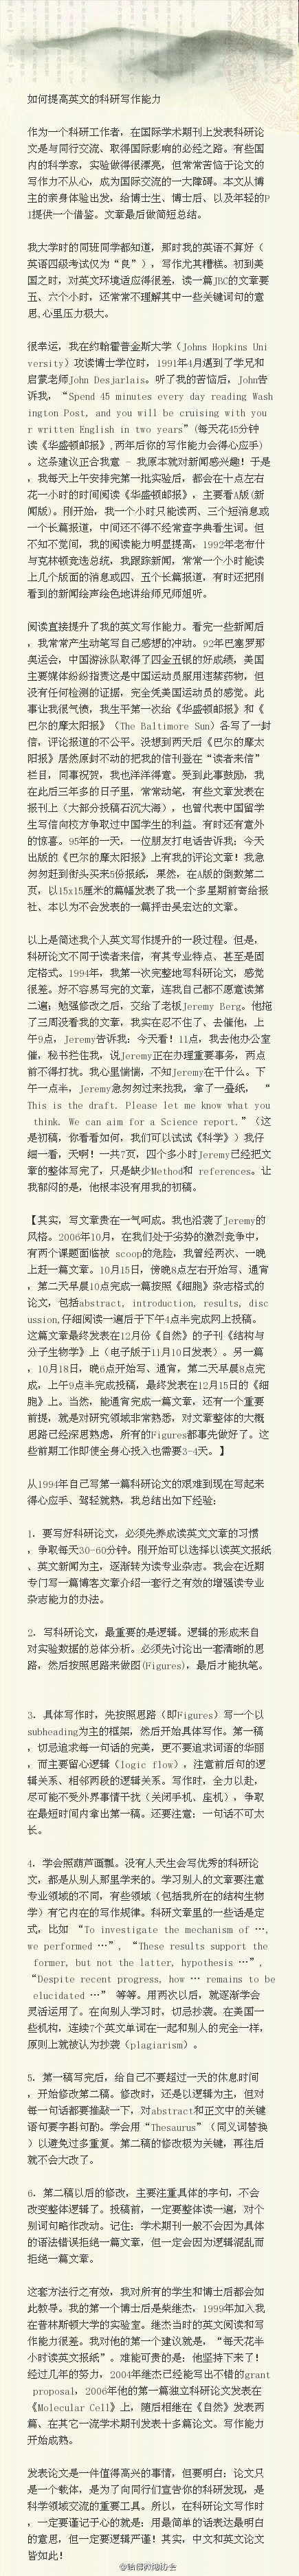 如何提高英文的科研写作能力
作为一个科研工作者，在国际学术期刊上发表科研论
文是与同行交流、取得国际影响的必经之路。有些国
内的科学家，实验做得很漂亮，但常常苦恼于论文的
写作力不从心，成为国际交流的一大障碍。本文从博
主的亲身体验出发，给博士生、博士后、以及年轻的P
I提供一个借鉴。文章最后做简短总结。
我大学时的同班同学都知道，那时我的英语不算好（
英语四级考试仅为“良”），写作尤其糟糕。初到美
国之时，对英文环境适应得很差，读一篇JBC的文章要
五、六个小时，还常常不理解其中一些关键词句的意
思,心里压力极大。
很幸运，我在约翰霍普金斯大学（Johns Hopkins Uni
versity）攻读博士学位时，1991年4月遇到了学兄和
启蒙老师John Desjarlais。听了我的苦恼后，John告
诉我，“Spend 45 minutes every day reading Wash
ington Post, and you will be cruising with you
r written English in two years”(每天花45分钟
读《华盛顿邮报》,两年后你的写作能力会得心应手)
。这条建议正合我意 - 我原本就对新闻感兴趣！于是
，我每天上午安排完第一批实验后，都会在十点左右
花一小时的时间阅读《华盛顿邮报》，主要看A版(新
闻版)。刚开始，我一个小时只能读两、三个短消息或
一个长篇报道，中间还不得不经常查字典看生词。但
不知不觉间，我的阅读能力明显提高，1992年老布什
与克林顿竞选总统，我跟踪新闻，常常一个小时能读
上几个版面的消息或四、五个长篇报道，有时还把刚
看到的新闻绘声绘色地讲给师兄师姐听。
阅读直接提升了我的英文写作能力。看完一些新闻后
，我常常产生动笔写自己感想的冲动。92年巴塞罗那
奥运会，中国游泳队取得了四金五银的好成绩，美国
主要媒体纷纷指责这是中国运动员服用违禁药物，但
没有任何检测的证据，完全凭美国运动员的感觉。此
事让我很气愤，我生平第一次给《华盛顿邮报》和《
巴尔的摩太阳报》（The Baltimore Sun）各写了一封
信，评论报道的不公平。没想到两天后《巴尔的摩太
阳报》居然原封不动的把我的信刊登在“读者来信”
栏目，同事祝贺，我也洋洋得意。受到此事鼓励，我
在此后三年多的日子里，常常动笔，有些文章发表在
报刊上（大部分投稿石沉大海），也曾代表中国留学
生写信向校方争取过中国学生的利益。有时还有意外
的惊喜。95年的一天，一位朋友打电话告诉我：今天
出版的《巴尔的摩太阳报》上有我的评论文章！我急
匆匆赶到街头买来5份报纸，果然，在A版的倒数第二
页，以15x15厘米的篇幅发表了我一个多星期前寄给报
社、本以为不会发表的一篇抨击吴宏达的文章。
以上是简述我个人英文写作提升的一段过程。但是，
科研论文不同于读者来信，有其专业特点、甚至是固
定格式。1994年，我第一次完整地写科研论文，感觉
很差。好不容易写完的文章，连我自己都不愿意读第
二遍；勉强修改之后，交给了老板Jeremy Berg。他拖
了三周没看我的文章，我实在忍不住了、去催他，上
午9点，Jeremy告诉我：今天看！11点，我去他办公室
催，秘书拦住我，说Jeremy正在办理重要事务，两点
前不得打扰。我心里惴惴，不知Jeremy在干什么。下
午一点半，Jeremy急匆匆过来找我，拿了一叠纸，“
This is the draft. Please let me know what you
think. We can aim for a Science report.”（这
是初稿，你看看如何，我们可以试试《科学》）我仔
细一看，天啊！一共7页，四个多小时Jeremy已经把文
章的整体写完了，只是缺少Method和 references。让
我郁闷的是，他根本没有用我的初稿。
【其实，写文章贵在一气呵成。我也沿袭了Jeremy的
风格。2006年10月，在我们处于劣势的激烈竞争中，
有两个课题面临被 scoop的危险，我曾经两次、一晚
上赶一篇文章。10月15日，傍晚8点左右开始写、通宵
，第二天早晨10点完成一篇按照《细胞》杂志格式的
论文，包括abstract, introduction, results, disc
ussion,仔细阅读一遍后于下午4点半完成网上投稿。
这篇文章最终发表在12月份《自然》的子刊《结构与
分子生物学》上（电子版于11月10日发表）。另一篇
，10月18日，晚6点开始写、通宵，第二天早晨8点完
成，上午9点半完成投稿，最终发表在12月15日的《细
胞》上。当然，能通宵完成一篇文章，还有一个重要
前提，就是对研究领域非常熟悉，对文章整体的大概
思路已经深思熟虑，所有的Figures都事先做好了。这
些前期工作即使全身心投入也需要3-4天。】
从1994年自己写第一篇科研论文的艰难到现在写起来
得心应手、驾轻就熟，我总结出如下经验：
1. 要写好科研论文，必须先养成读英文文章的习惯
，争取每天30-60分钟。刚开始可以选择以读英文报纸
、英文新闻为主，逐渐转为读专业杂志。我会在近期
专门写一篇博客文章介绍一套行之有效的增强读专业
杂志能力的办法。
2. 写科研论文，最重要的是逻辑。逻辑的形成来自
对实验数据的总体分析。必须先讨论出一套清晰的思
路，然后按照思路来做图(Figures)，最后才能执笔。
3. 具体写作时，先按照思路（即Figures）写一个以
subheading为主的框架，然后开始具体写作。第一稿
，切忌追求每一句话的完美，更不要追求词语的华丽
，而主要留心逻辑（logic flow），注意前后句的逻
辑关系、相邻两段的逻辑关系。写作时，全力以赴，
尽可能不受外界事情干扰（关闭手机、座机），争取
在最短时间内拿出第一稿。还要注意：一句话不可太
长。
4. 学会照葫芦画瓢。没有人天生会写优秀的科研论
文，都是从别人那里学来的。学习别人的文章要注意
专业领域的不同，有些领域（包括我所在的结构生物
学）有它内在的写作规律。科研文章里的一些话是定
式，比如 “To investigate the mechanism of …,
we performed …”, “These results support the
former, but not the latter, hypothesis …”,
“Despite recent progress, how … remains to be
elucidated …” 等等。用两次以后，就逐渐学会
灵活运用了。在向别人学习时，切忌抄袭。在美国一
些机构，连续7个英文单词在一起和别人的完全一样，
原则上就被认为抄袭（plagiarism）。
5. 第一稿写完后，给自己不要超过一天的休息时间
，开始修改第二稿。修改时，还是以逻辑为主，但对
每一句话都要推敲一下，对abstract和正文中的关键
语句要字斟句酌。学会用“Thesaurus”（同义词替换
）以避免过多重复。第二稿的修改极为关键，再往后
就不会大改了。
6. 第二稿以后的修改，主要注重具体的字句，不会
改变整体逻辑了。投稿前，一定要整体读一遍，对个
别词句略作改动。记住：学术期刊一般不会因为具体
的语法错误拒绝一篇文章，但一定会因为逻辑混乱而
拒绝一篇文章。
这套方法行之有效，我对所有的学生和博士后都会如
此教导。我的第一个博士后是柴继杰，1999年加入我
在普林斯顿大学的实验室。继杰当时的英文阅读和写
作能力很差。我对他的第一个建议就是，“每天花半
小时读英文报纸”。难能可贵的是：他坚持下来了！
经过几年的努力，2004年继杰已经能写出不错的grant
proposal，2006年他的第一篇独立科研论文发表在
《Molecular Cell》上，随后相继在《自然》发表两
篇、在其它一流学术期刊发表十多篇论文。写作能力
开始成熟。
发表论文是一件值得高兴的事情，但要明白：论文只
是一个载体，是为了向同行们宣告你的科研发现，是
科学领域交流的重要工具。所以，在科研论文写作时
，一定要谨记于心的就是：用最简单的话表达最明白
的意思，但一定要逻辑严谨！其实，中文和英文论文
皆如此！